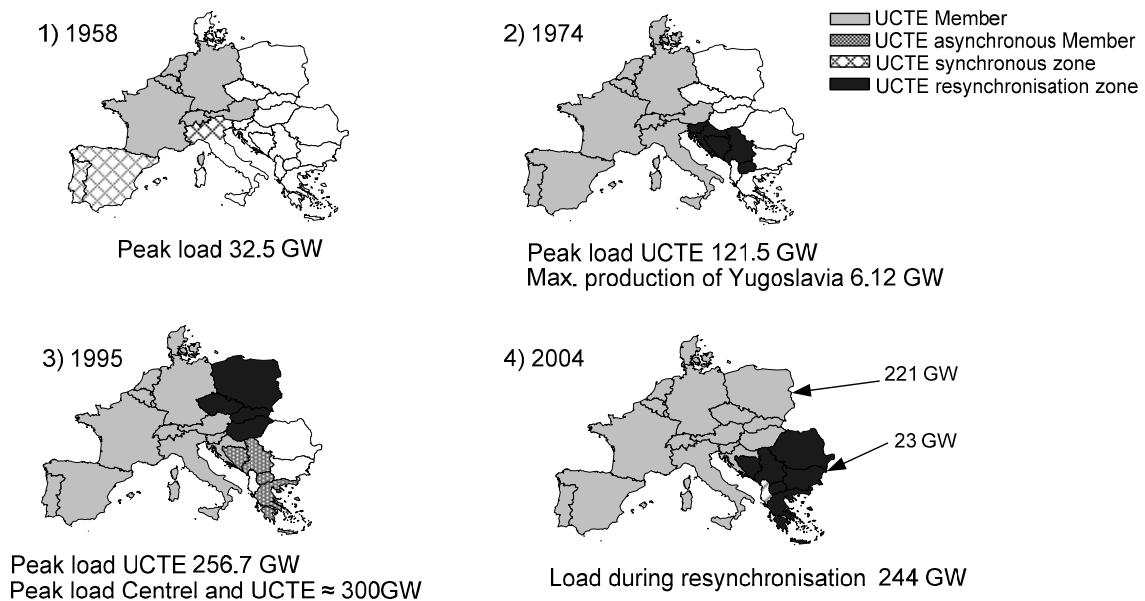 1) 1958
Peak load 32.5 GW
2) 1974
Peak load UCTE 121.5 GW
Max. production of Yugoslavia 6.12 GW
UCTE Member
UCTE asynchronous Member
UCTE synchronous zone
UCTE resynchronisation zone
3) 1995
Peak load UCTE 256.7 GW
Peak load Centrel and UCTE ≈ 300GW
4) 2004
221 GW
23 GW
Load during resynchronisation 244 GW